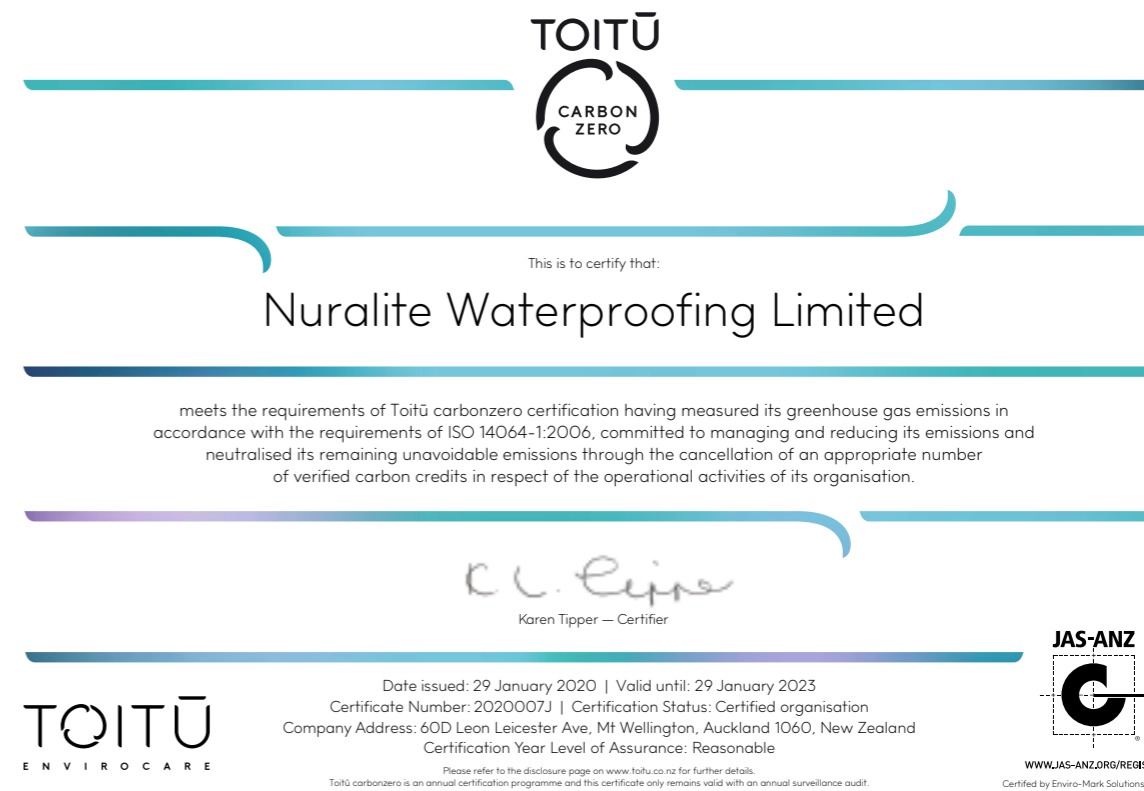 TOITŪ
CARBON
ZERO
This is to certify that:
Nuralite Waterproofing Limited
meets the requirements of Toitū carbonzero certification having measured its greenhouse gas emissions in
accordance with the requirements of ISO 14064-1:2006, committed to managing and reducing its emissions and
neutralised its remaining unavoidable emissions through the cancellation of an appropriate number
of verified carbon credits in respect of the operational activities of its organisation.
K L. Tipper
Karen Tipper — Certifier
JAS-ANZ
®
WWW.JAS-ANZ.ORG/REGIS
Certifed by Enviro-Mark Solutions
TOITŪ
ENVIROCARE
Date issued: 29 January 2020 | Valid until: 29 January 2023
Certificate Number: 2020007J | Certification Status: Certified organisation
Company Address: 60D Leon Leicester Ave, Mt Wellington, Auckland 1060, New Zealand
Certification Year Level of Assurance: Reasonable
Please refer to the disclosure page on www.toitu.co.nz for further details.
Toitū carbonzero is an annual certification programme and this certificate only remains valid with an annual surveillance audit.